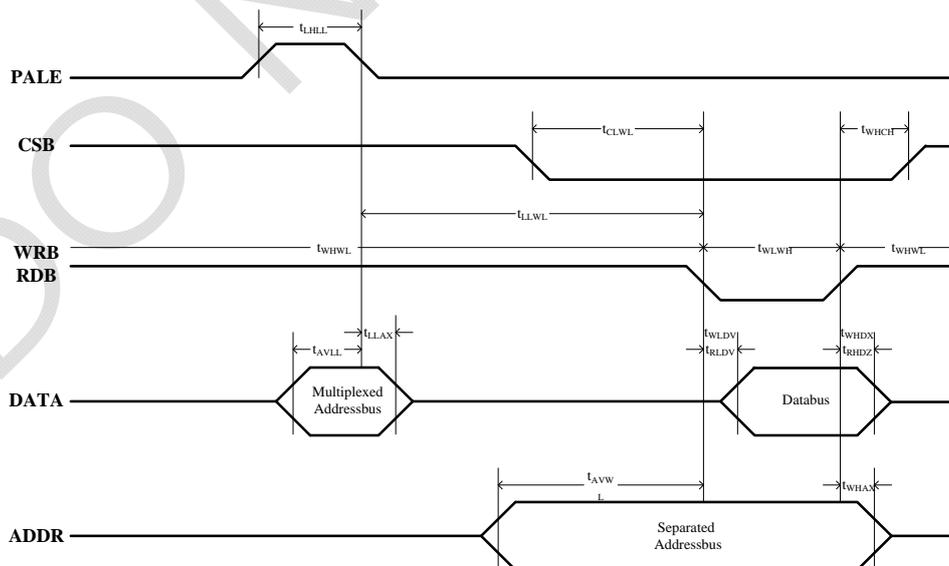 DO N
tLHLL
PALE
tCLWL
tWHCH
CSB
tLLWL
WRB
tWHWL
tWLWH
tWHWL
RDB
tLLAX
tWLDV
tWHDX
tAVLL
tRLDV
tRHDZ
DATA
Multiplexed
Addressbus
Databus
tAVW
L
tWHAX
ADDR
Separated
Addressbus